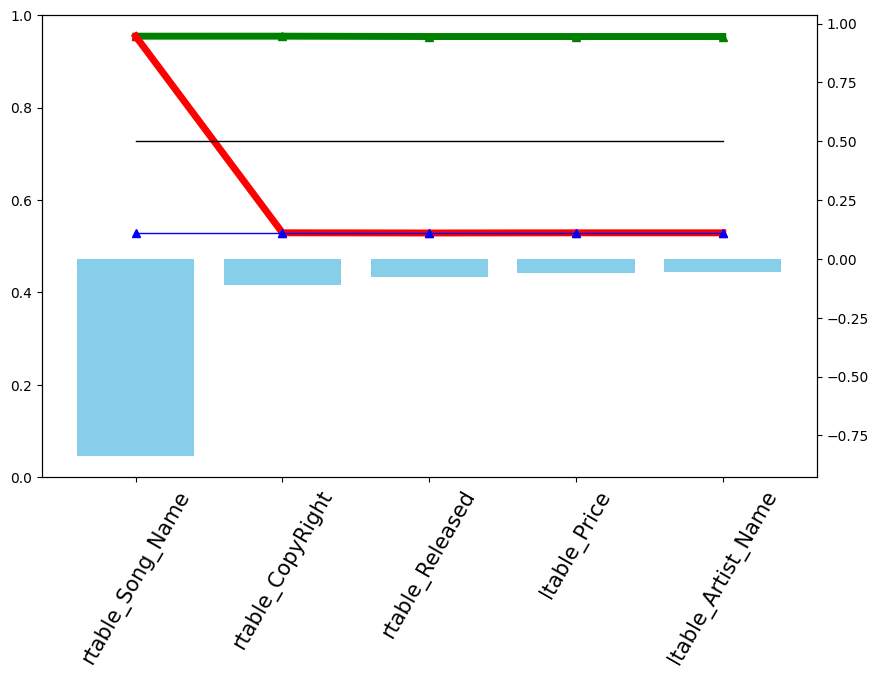 1.0
0.8
0.6
0.4
0.2
0.0
1.00
0.75
0.50
0.25
0.00
−0.25
−0.50
−0.75
rtable_Song_Name
rtable_CopyRight
rtable_Released
ltable_Price
ltable_Artist_Name